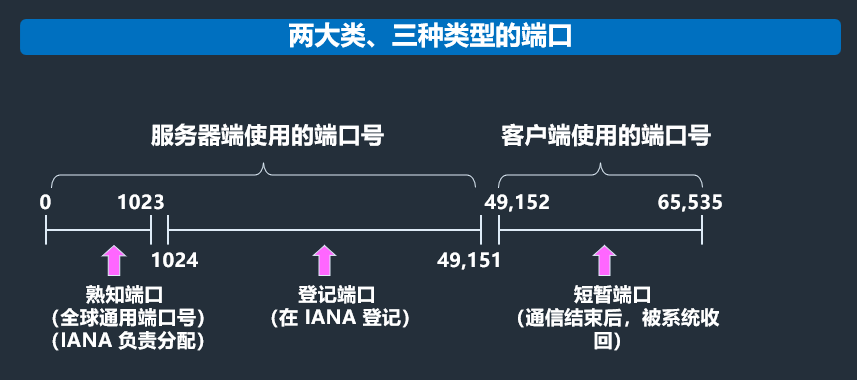 两大类、三种类型的端口
服务器端使用的端口号
客户端使用的端口号
0
1023
49,152
65,535
1024
49,151
熟知端口
（全球通用端口号）
（IANA 负责分配）
登记端口
（在 IANA 登记）
短暂端口
（通信结束后，被系统收
回）